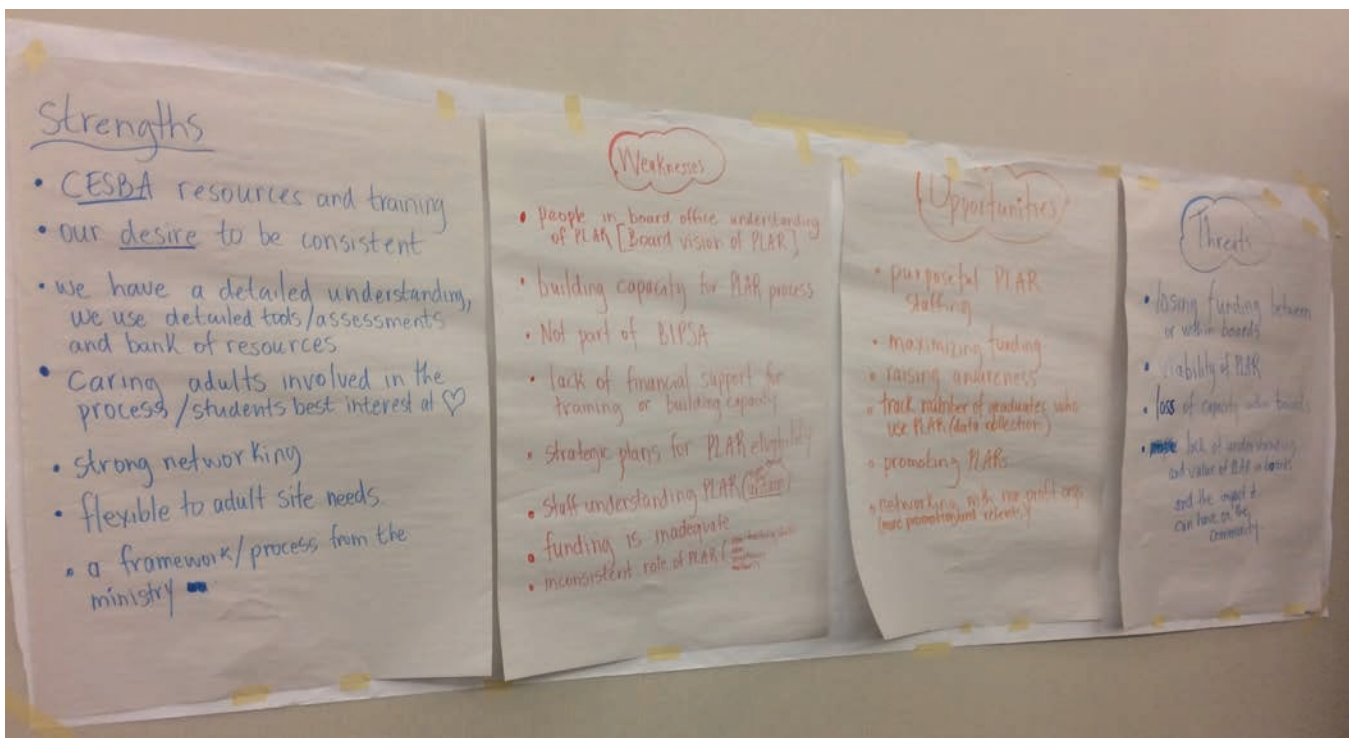 Strengths
• CESBA resources and training
• our desire to be consistent
• we have a detailed understanding,
we use detailed tools/assessments
and bank of resources
• Caring adults involved in the
process/students best interest at ♡
• strong networking
• flexible to adult site needs
• a framework/process from the
ministry
Weaknesses
• people in board office understanding
of PLAR [Board vision of PLAR]
• building capacity for PLAR process
• Not part of BIPSA
• lack of financial support for
training or building capacity
• strategic plans for PLAR eligibility
• Staff understanding PLAR
• funding is inadequate
• inconsistent role of PLAR
Opportunities
• purposeful PLAR
staffing
• maximizing funding
• raising awareness
• track number of graduates who
use PLAR (data collection)
• promoting PLARs
• networking with non profit orgs
(more promotion and
Threats
• losing funding between
or within boards
• viability of PLAR
• loss of capacity within boards
• lack of understanding
and value of PLAR in boards
and the impact it
can have on the
community